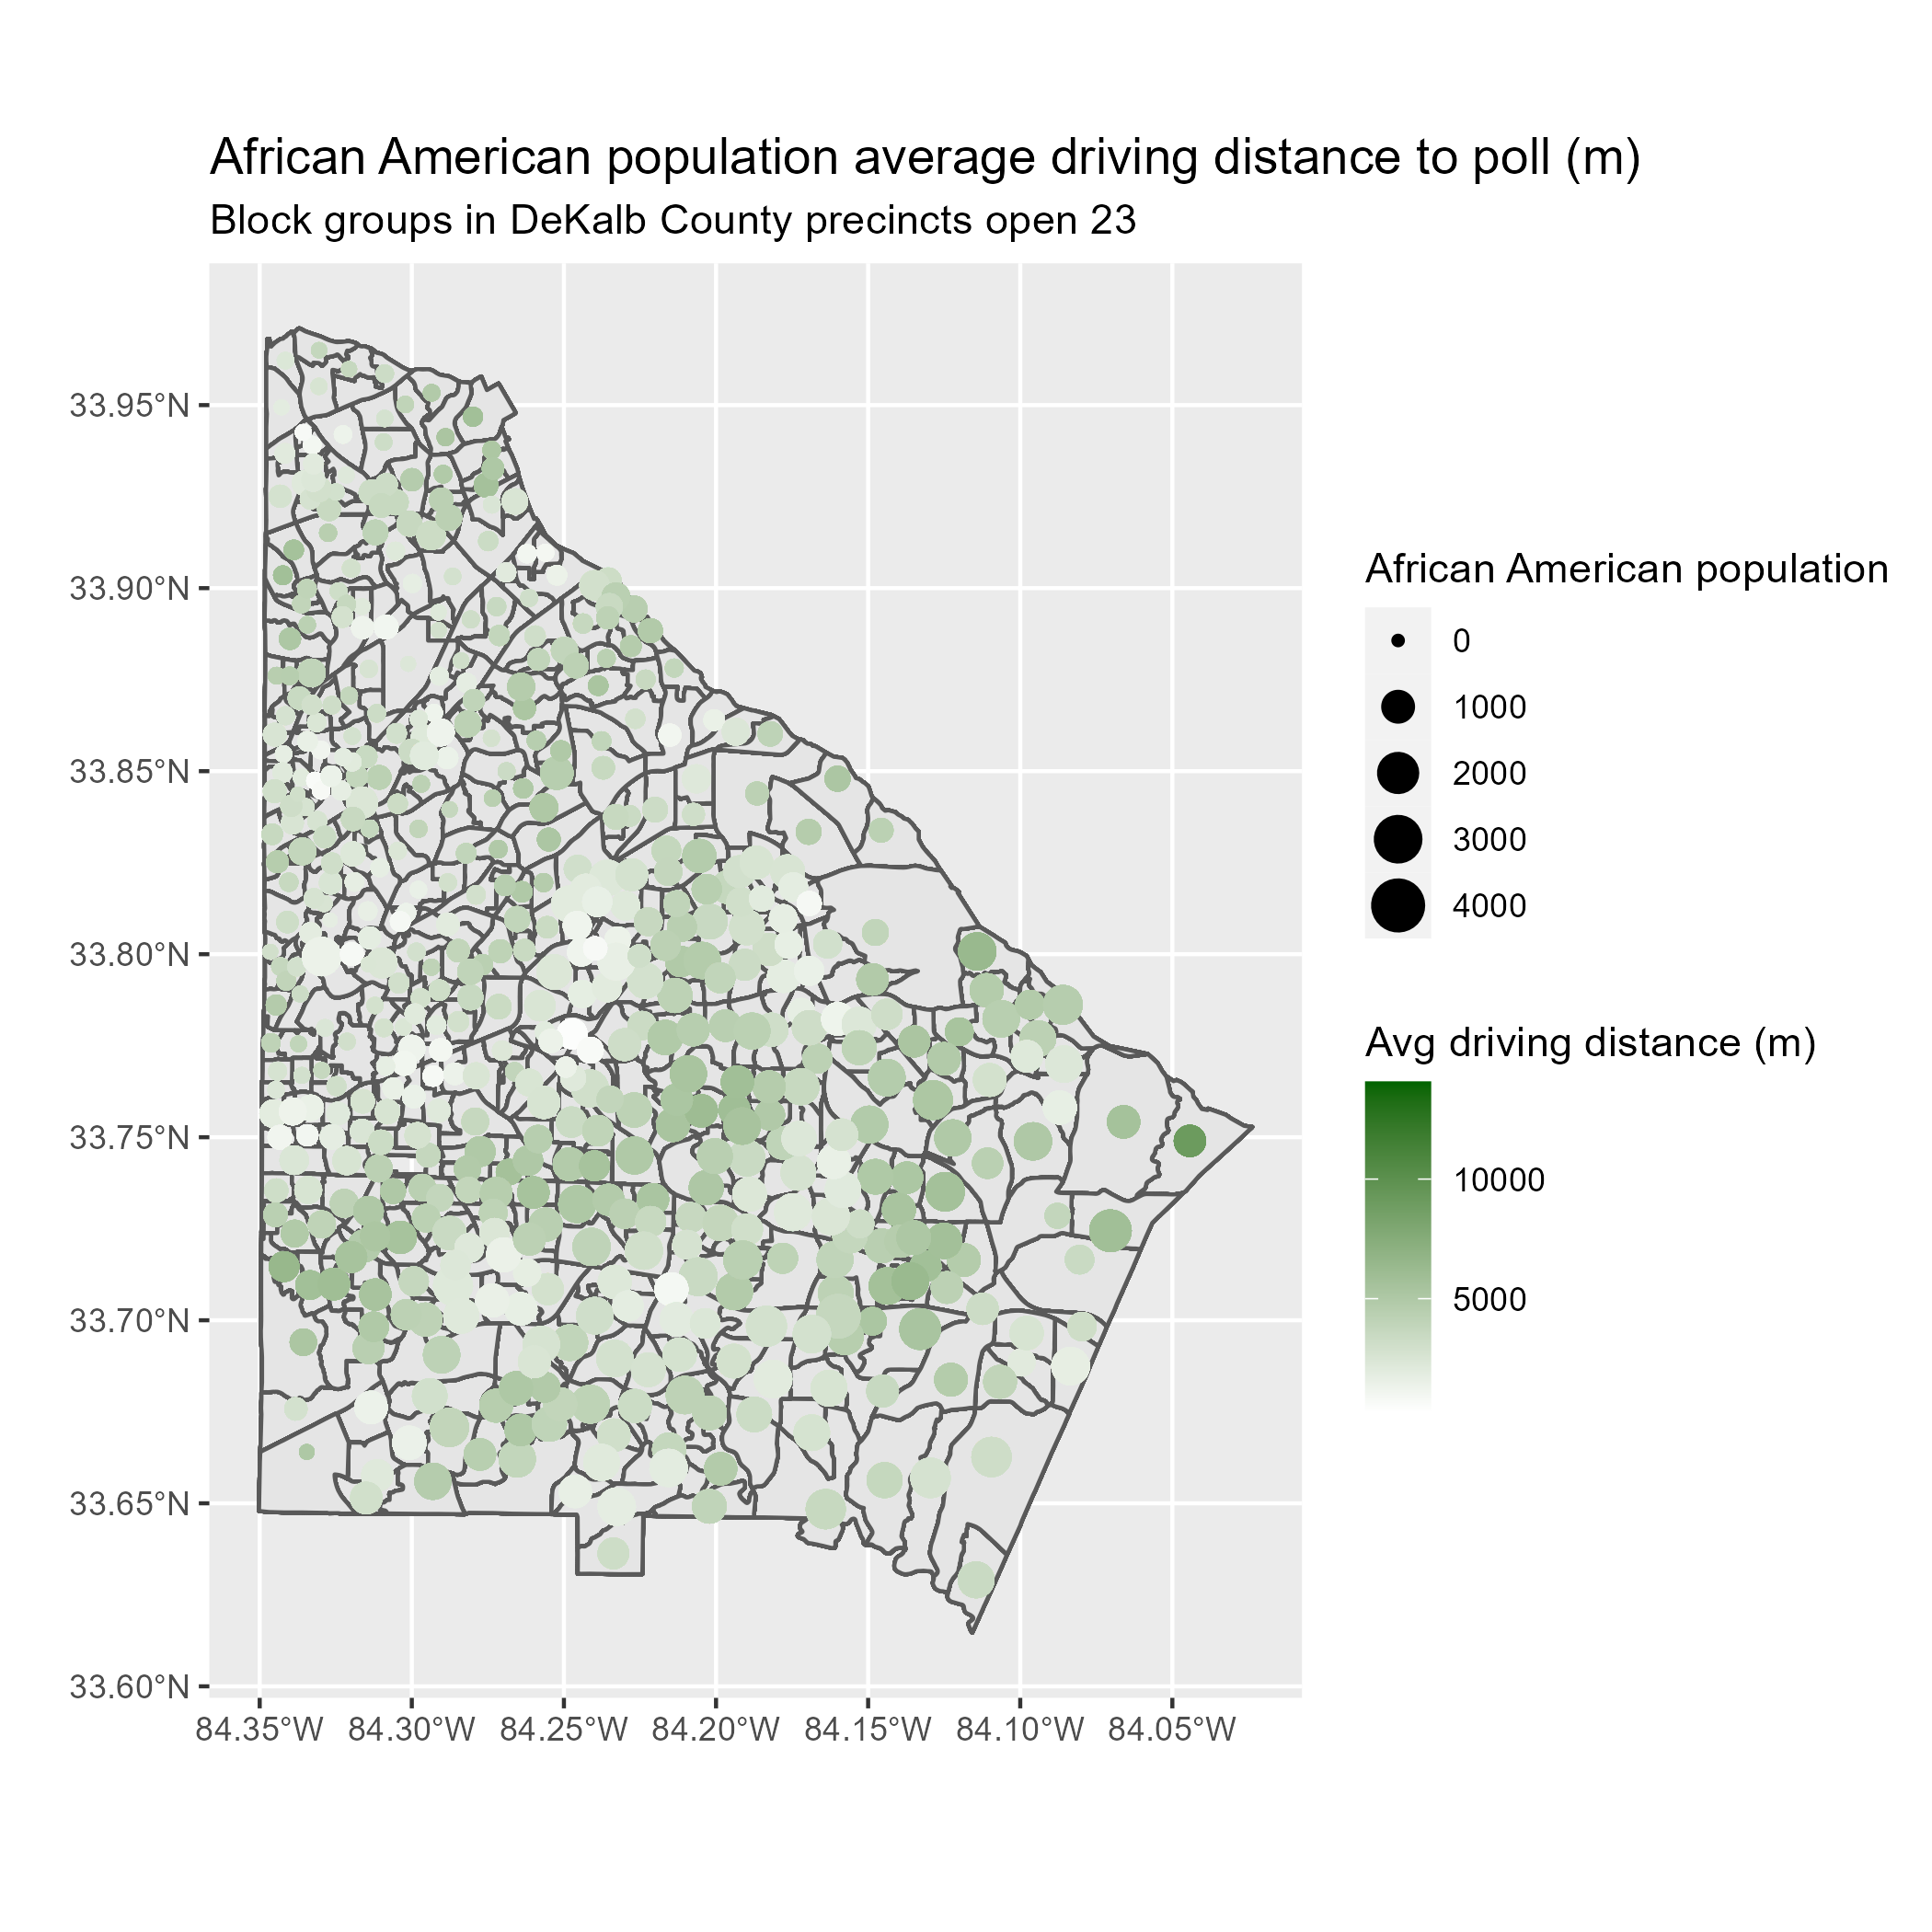 African American population average driving distance to poll (m)
Block groups in DeKalb County precincts open 23
33.95°N
33.90°N
33.85°N
33.80°N
33.75°N
33.70°N
33.65°N
33.60°N
84.35°W 84.30°W 84.25°W 84.20°W 84.15°W 84.10°W 84.05°W
African American population
0
1000
2000
3000
4000
Avg driving distance (m)
10000
5000